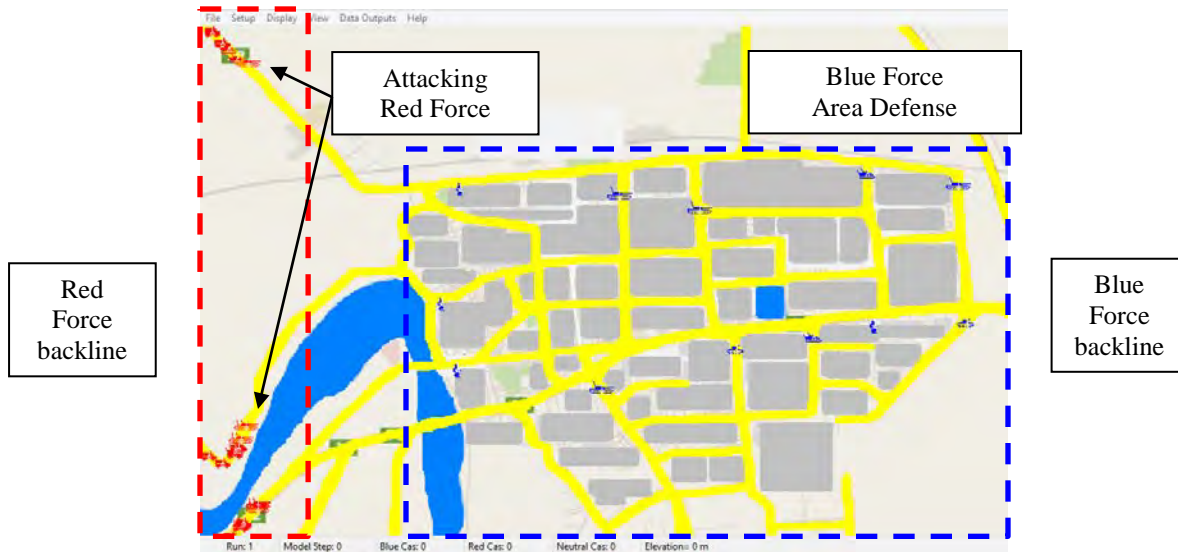 File Setup Display View Data Outputs Help
Attacking
Red Force
Blue Force
Area Defense
Red
Force
backline
Blue
Force
backline
Run: 1 Model Step: 0 Blue Cas: 0 Red Cas: 0 Neutral Cas: 0 Elevation= 0 m